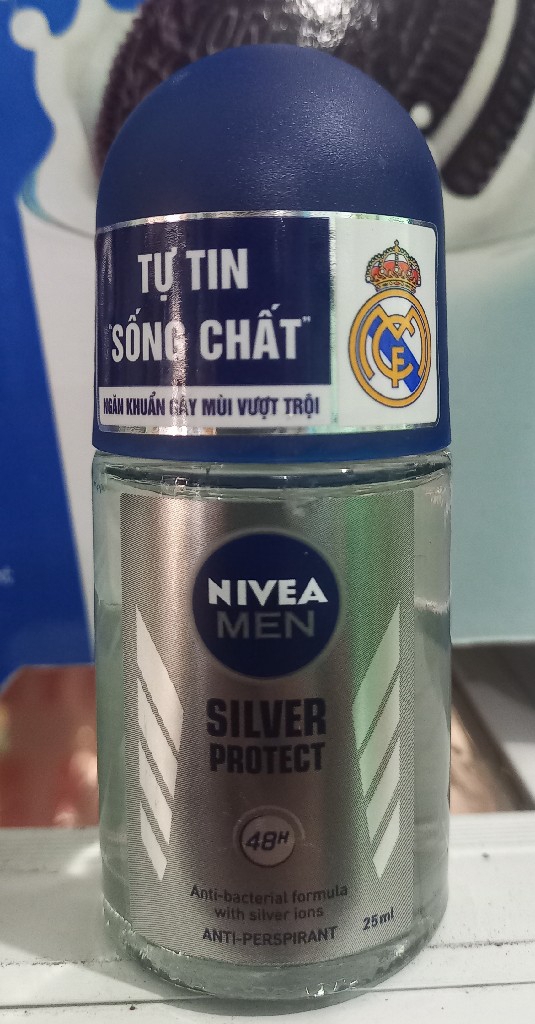 TỰ TIN
"SỐNG CHẤT"
NGĂN KHUẨN GÂY MÙI VƯỢT TRỘI
NIVEA
MEN
SILVER
PROTECT
48H
Anti-bacterial formula
with silver ions
ANTI-PERSPIRANT
25ml